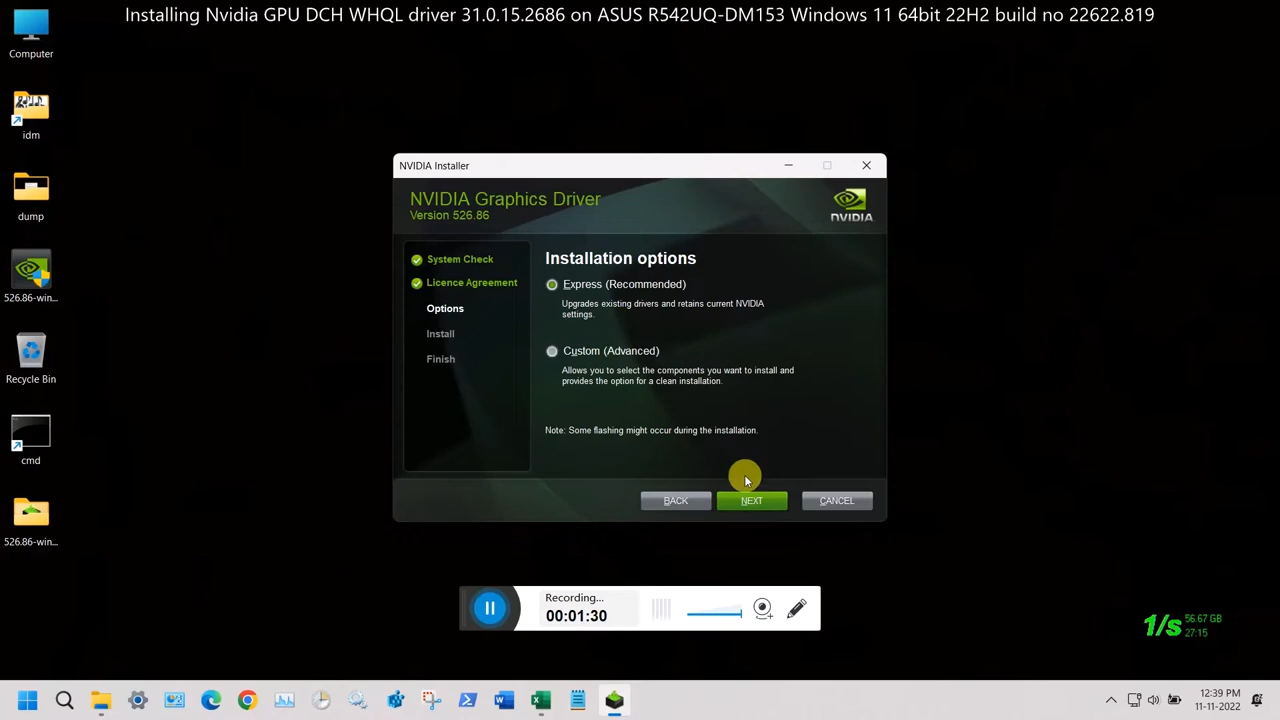 Installing Nvidia GPU DCH WHQL driver 31.0.15.2686 on ASUS R542UQ-DM153 Windows 11 64bit 22H2 build no 22622.819
Computer
idm
dump
526.86-win...
Recycle Bin
cmd
526.86-win...
NVIDIA Installer
NVIDIA Graphics Driver
Version 526.86
NVIDIA
System Check
Licence Agreement
Options
Install
Finish
Installation options
Express (Recommended)
Upgrades existing drivers and retains current NVIDIA
settings.
Custom (Advanced)
Allows you to select the components you want to install and
provides the option for a clean installation.
Note: Some flashing might occur during the installation.
BACK
NEXT
CANCEL
Recording...
00:01:30
1/s
56.67 GB
27:15
12:39 PM
11-11-2022